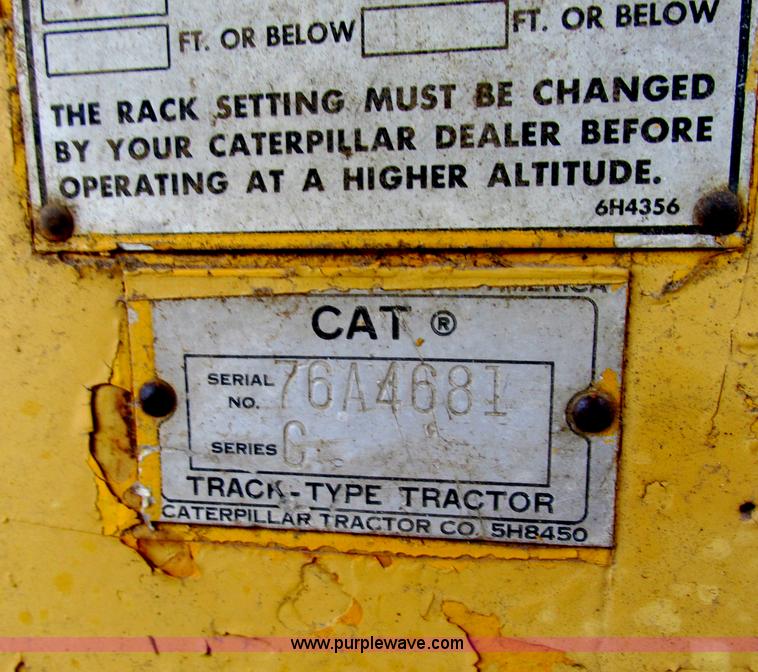 FT. OR BELOW FT. OR BELOW
THE RACK SETTING MUST BE CHANGED
BY YOUR CATERPILLAR DEALER BEFORE
OPERATING AT A HIGHER ALTITUDE.
6H4356
AMERICA
CAT ®
SERIAL NO. 76A4681
SERIES C
TRACK-TYPE TRACTOR
CATERPILLAR TRACTOR CO. 5H8450
www.purplewave.com